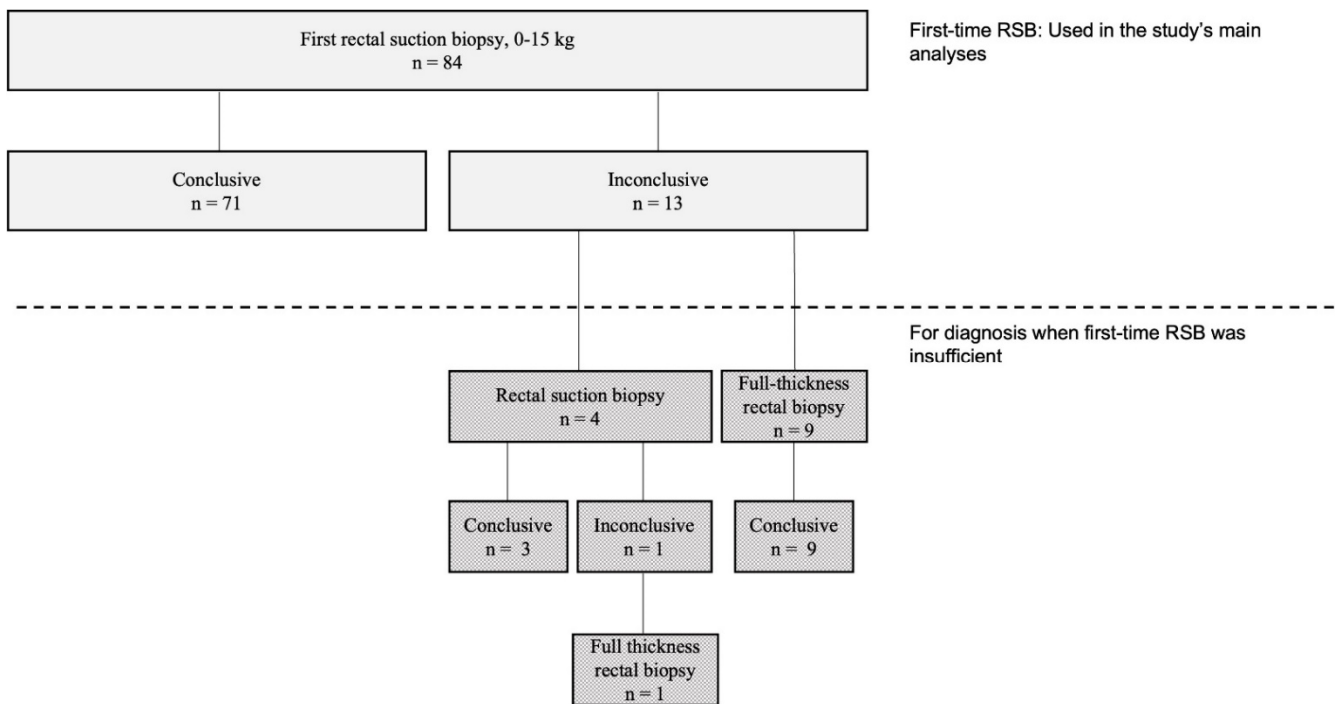 First rectal suction biopsy, 0-15 kg
n = 84
First-time RSB: Used in the study's main
analyses
Conclusive
n = 71
Inconclusive
n = 13
For diagnosis when first-time RSB was
insufficient
Rectal suction biopsy
n = 4
Full-thickness
rectal biopsy
n = 9
Conclusive
n = 3
Inconclusive
n = 1
Conclusive
n = 9
Full thickness
rectal biopsy
n = 1